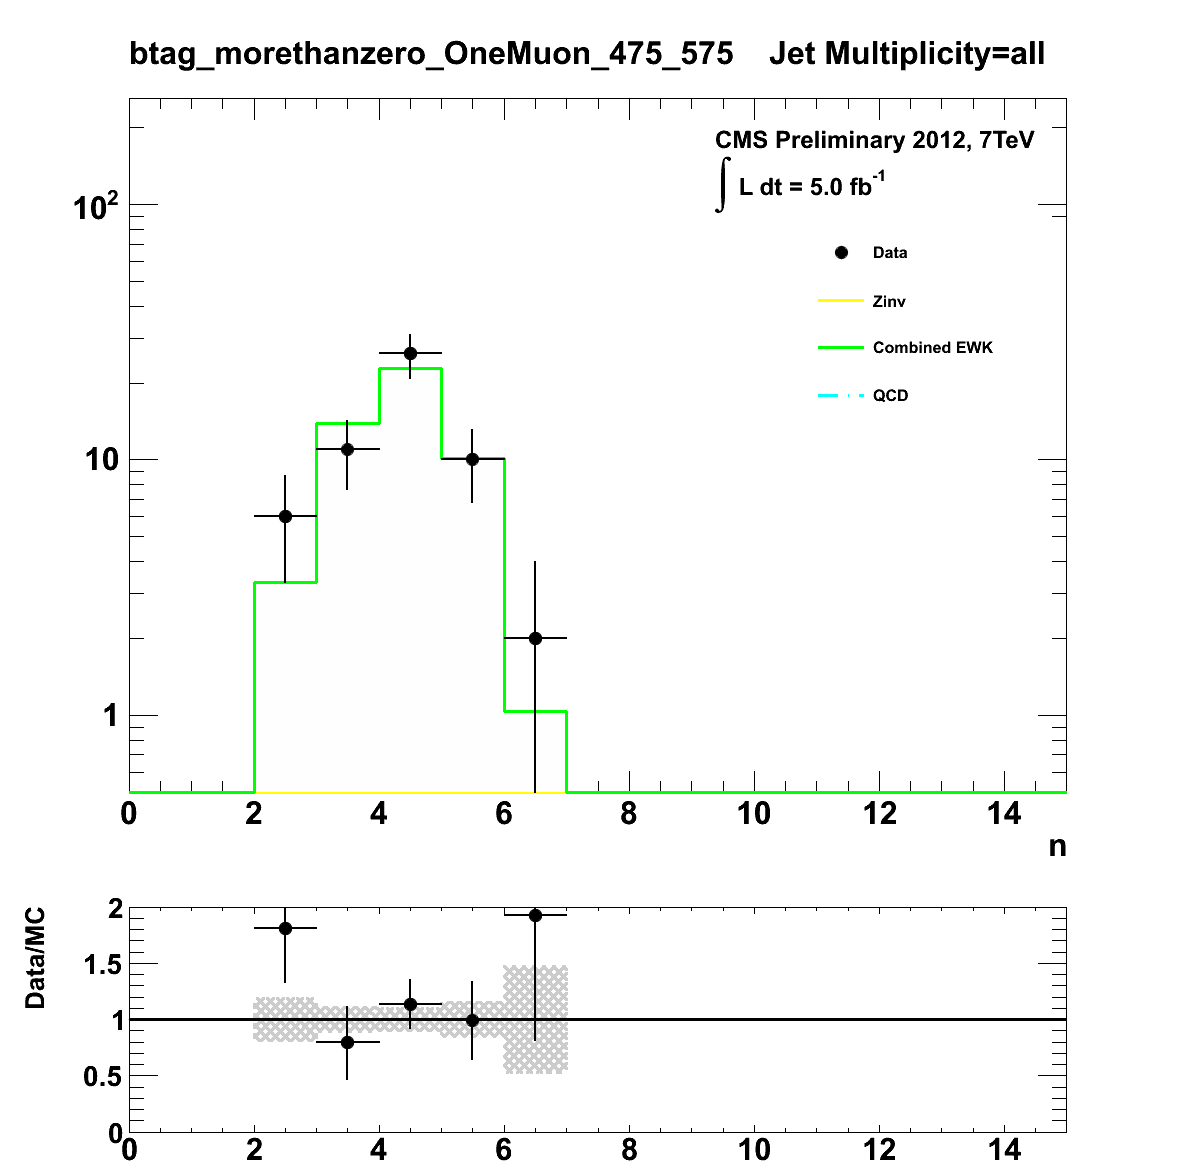 btag_morethanzero_OneMuon_475_575 Jet Multiplicity=all
CMS Preliminary 2012, 7TeV
∫ L dt = 5.0 fb⁻¹
Data
Zinv
Combined EWK
QCD
10²
10
1
0 2 4 6 8 10 12 14
n
Data/MC
2
1.5
1
0.5
0
0 2 4 6 8 10 12 14